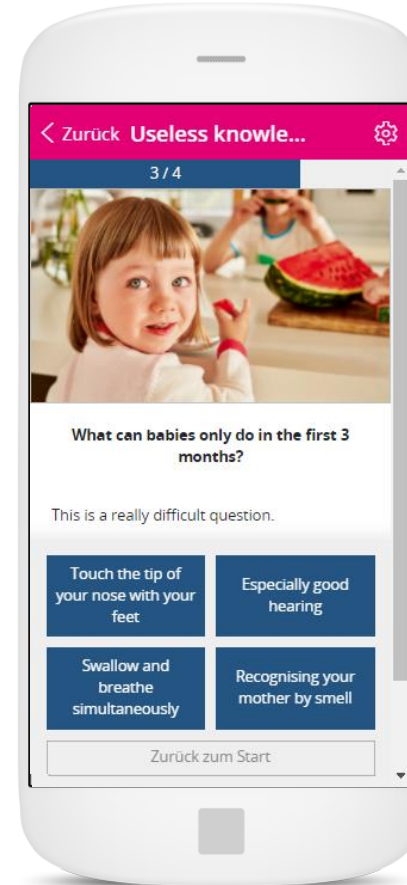 Zurück Useless knowle...
3 / 4
What can babies only do in the first 3
months?
This is a really difficult question.
Touch the tip of
your nose with your
feet
Especially good
hearing
Swallow and
breathe
simultaneously
Recognising your
mother by smell
Zurück zum Start